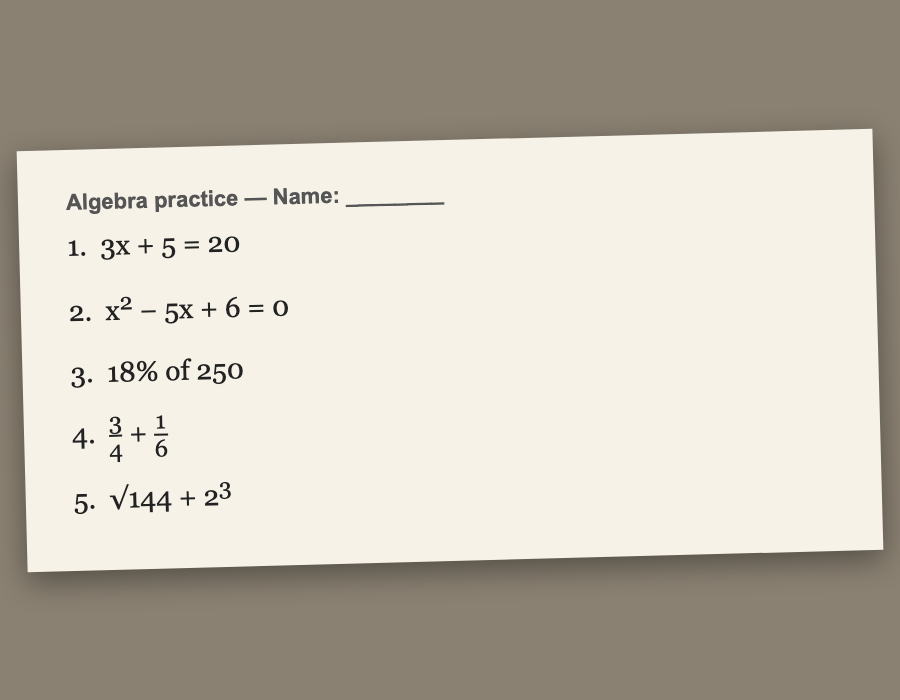 Algebra practice — Name: ________
1. 3x + 5 = 20
2. x² − 5x + 6 = 0
3. 18% of 250
4. 3/4 + 1/6
5. √144 + 2³